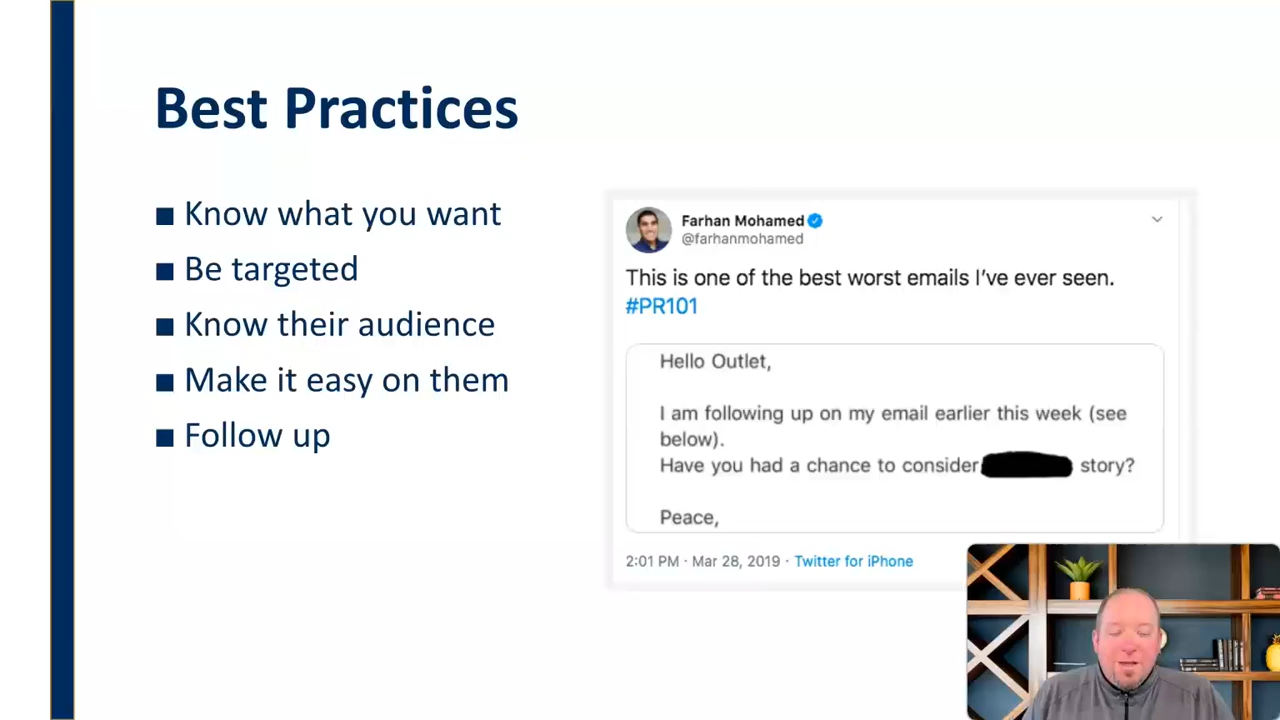 Best Practices
■ Know what you want
■ Be targeted
■ Know their audience
■ Make it easy on them
■ Follow up
Farhan Mohamed
@farhanmohamed
This is one of the best worst emails I've ever seen.
#PR101
Hello Outlet,
I am following up on my email earlier this week (see
below).
Have you had a chance to consider story?
Peace,
2:01 PM · Mar 28, 2019 · Twitter for iPhone